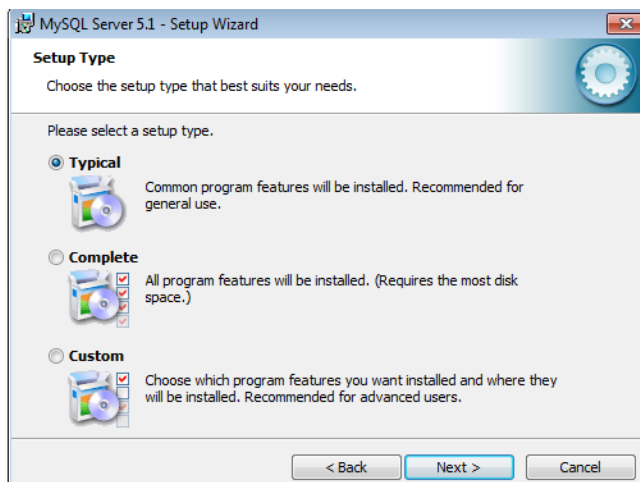 MySQL Server 5.1 - Setup Wizard
Setup Type
Choose the setup type that best suits your needs.
Please select a setup type.
Typical
Common program features will be installed. Recommended for
general use.
Complete
All program features will be installed. (Requires the most disk
space.)
Custom
Choose which program features you want installed and where they
will be installed. Recommended for advanced users.
< Back
Next >
Cancel